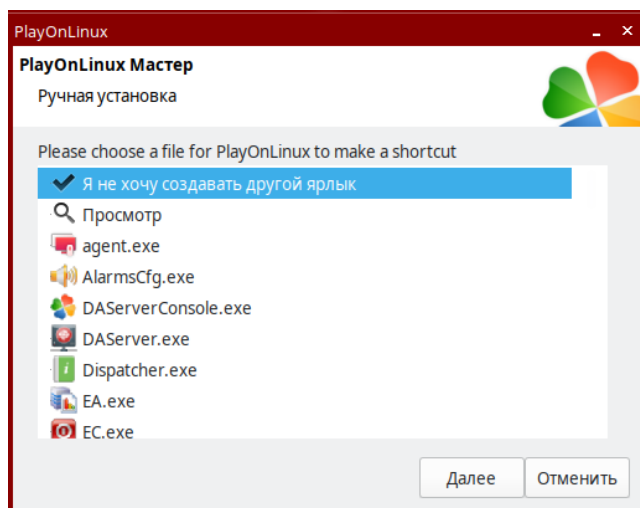 PlayOnLinux
PlayOnLinux Мастер
Ручная установка
Please choose a file for PlayOnLinux to make a shortcut
Я не хочу создавать другой ярлык
Просмотр
agent.exe
AlarmsCfg.exe
DAServerConsole.exe
DAServer.exe
Dispatcher.exe
EA.exe
EC.exe
Далее Отменить